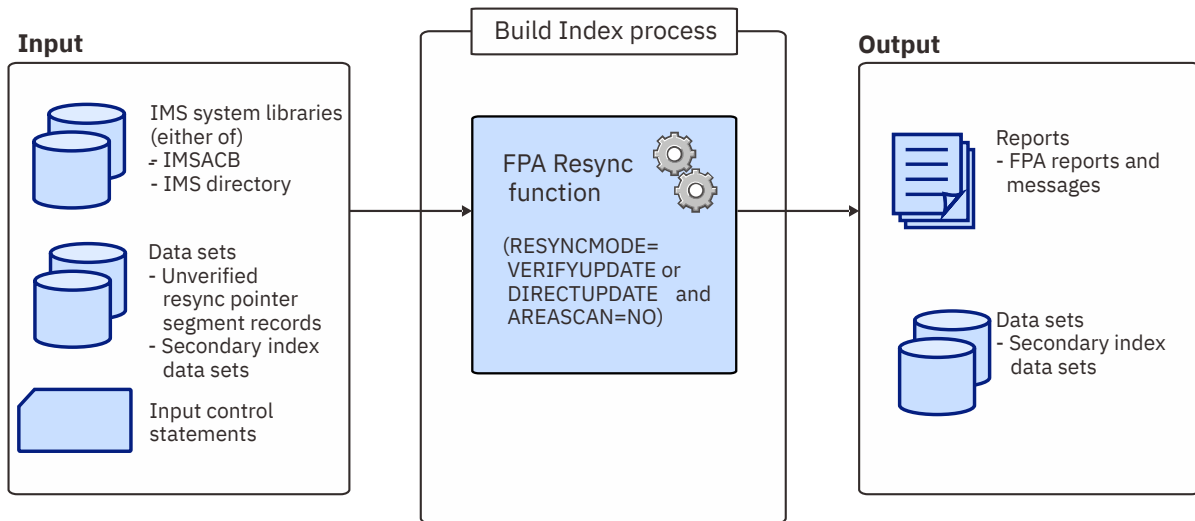 Input
IMS system libraries
(either of)
- IMSACB
- IMS directory
Data sets
- Unverified
resync pointer
segment records
- Secondary index
data sets
Input control
statements
Build Index process
FPA Resync
function
(RESYNCMODE=
VERIFYUPDATE or
DIRECTUPDATE and
AREASCAN=NO)
Output
Reports
- FPA reports and
messages
Data sets
- Secondary index
data sets